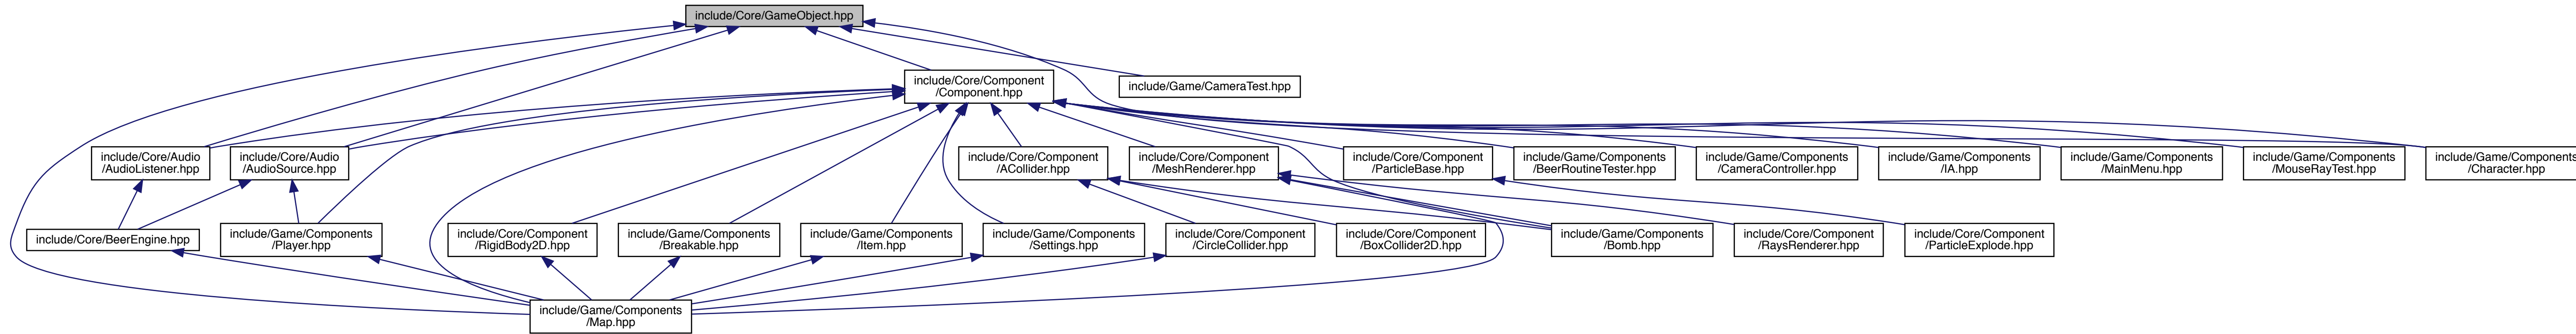 include/Core/GameObject.hpp
include/Core/Component
/Component.hpp
include/Game/CameraTest.hpp
include/Core/Audio
/AudioListener.hpp
include/Core/Audio
/AudioSource.hpp
include/Core/Component
/ACollider.hpp
include/Core/Component
/MeshRenderer.hpp
include/Core/Component
/ParticleBase.hpp
include/Game/Components
/BeerRoutineTester.hpp
include/Game/Components
/CameraController.hpp
include/Game/Components
/IA.hpp
include/Game/Components
/MainMenu.hpp
include/Game/Components
/MouseRayTest.hpp
include/Game/Components
/Character.hpp
include/Core/BeerEngine.hpp
include/Game/Components
/Player.hpp
include/Core/Component
/RigidBody2D.hpp
include/Game/Components
/Breakable.hpp
include/Game/Components
/Item.hpp
include/Game/Components
/Settings.hpp
include/Core/Component
/CircleCollider.hpp
include/Core/Component
/BoxCollider2D.hpp
include/Game/Components
/Bomb.hpp
include/Core/Component
/RaysRenderer.hpp
include/Core/Component
/ParticleExplode.hpp
include/Game/Components
/Map.hpp